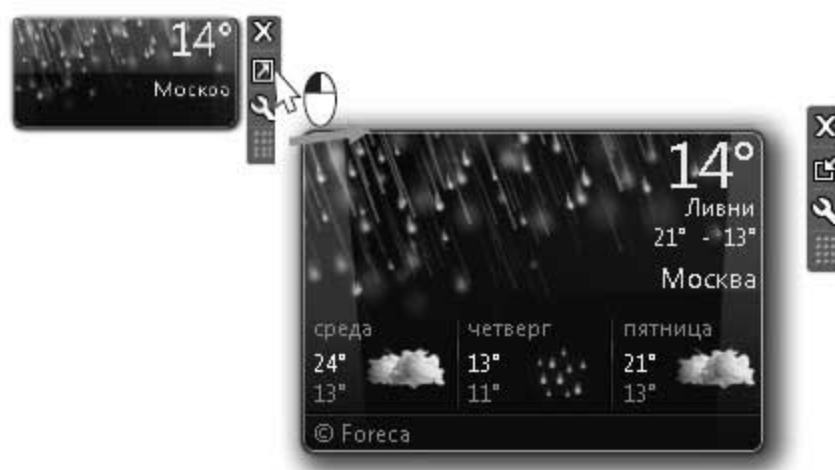 14°
Москва
14°
Ливни
21° - 13°
Москва
среда четверг пятница
24° 13° 21°
13° 11° 13°
© Foreca